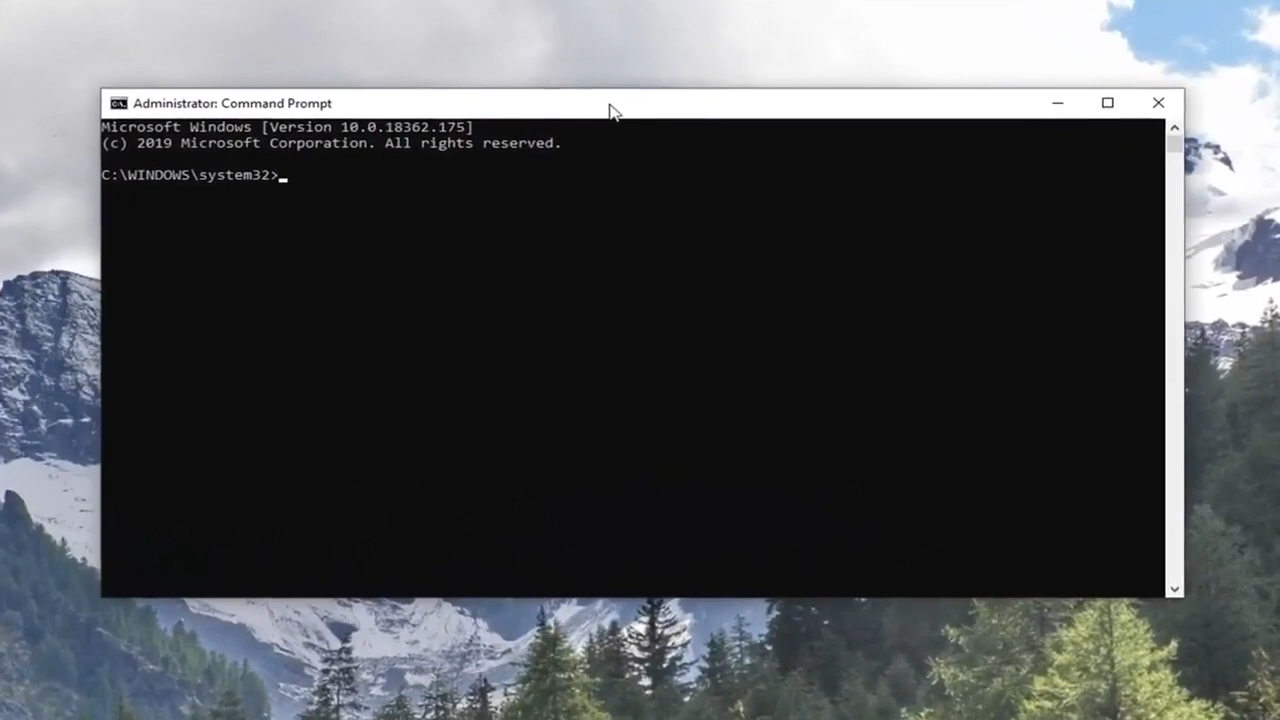 Administrator: Command Prompt
Microsoft Windows [Version 10.0.18362.175]
(c) 2019 Microsoft Corporation. All rights reserved.
C:\WINDOWS\system32>